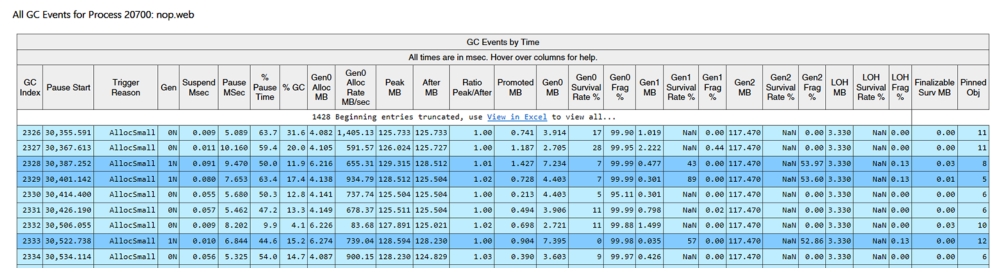 All GC Events for Process 20700: nop.web
GC Events by Time
All times are in msec. Hover over columns for help.
GC Index Pause Start Trigger Reason Gen Suspend Msec Pause MSec % Pause Time % GC Gen0 Alloc MB Gen0 Alloc Rate MB/sec Peak MB After MB Ratio Peak/After Promoted MB Gen0 MB Gen0 Survival Rate % Gen0 Frag % Gen1 MB Gen1 Survival Rate % Gen1 Frag % Gen2 MB Gen2 Survival Rate % Gen2 Frag % LOH MB LOH Survival Rate % LOH Frag % Finalizable Surv MB Pinned Obj
1428 Beginning entries truncated, use View in Excel to view all...
2326 30,355.591 AllocSmall 0N 0.009 5.089 63.7 31.6 4.082 1,405.13 125.733 125.733 1.00 0.741 3.914 17 99.90 1.019 NaN 0.00 117.470 NaN 0.00 3.330 NaN 0.00 0.00 11
2327 30,367.613 AllocSmall 0N 0.011 10.160 59.4 20.0 4.105 591.57 126.024 125.727 1.00 1.187 2.705 28 99.95 2.222 NaN 0.44 117.470 NaN 0.00 3.330 NaN 0.00 0.00 11
2328 30,387.252 AllocSmall 1N 0.091 9.470 50.0 11.9 6.216 655.31 129.315 128.512 1.01 1.427 7.234 7 99.99 0.477 43 0.00 117.470 NaN 53.97 3.330 NaN 0.13 0.03 8
2329 30,401.142 AllocSmall 1N 0.080 7.653 63.4 17.4 4.138 934.79 128.512 125.504 1.02 0.728 4.403 7 99.99 0.301 89 0.00 117.470 NaN 53.60 3.330 NaN 0.13 0.01 5
2330 30,414.400 AllocSmall 0N 0.055 5.680 50.3 12.8 4.141 737.74 125.504 125.504 1.00 0.213 4.403 5 95.11 0.301 NaN 0.00 117.470 NaN 0.00 3.330 NaN 0.00 0.00 6
2331 30,426.190 AllocSmall 0N 0.057 5.462 47.2 13.3 4.149 678.37 125.511 125.504 1.00 0.494 3.906 11 99.99 0.798 NaN 0.02 117.470 NaN 0.00 3.330 NaN 0.00 0.00 6
2332 30,506.055 AllocSmall 0N 0.009 8.202 9.9 4.1 6.226 83.68 127.891 125.021 1.02 0.698 2.721 11 99.88 1.499 NaN 0.00 117.470 NaN 0.00 3.330 NaN 0.00 0.03 10
2333 30,522.738 AllocSmall 1N 0.010 6.844 44.6 15.2 6.274 739.04 128.594 128.230 1.00 0.904 7.395 0 99.98 0.035 57 0.00 117.470 NaN 52.86 3.330 NaN 0.13 0.00 12
2334 30,534.114 AllocSmall 0N 0.056 5.325 54.0 14.7 4.087 900.15 128.230 124.829 1.03 0.390 3.603 9 99.97 0.426 NaN 0.00 117.470 NaN 0.00 3.330 NaN 0.00 0.00 6